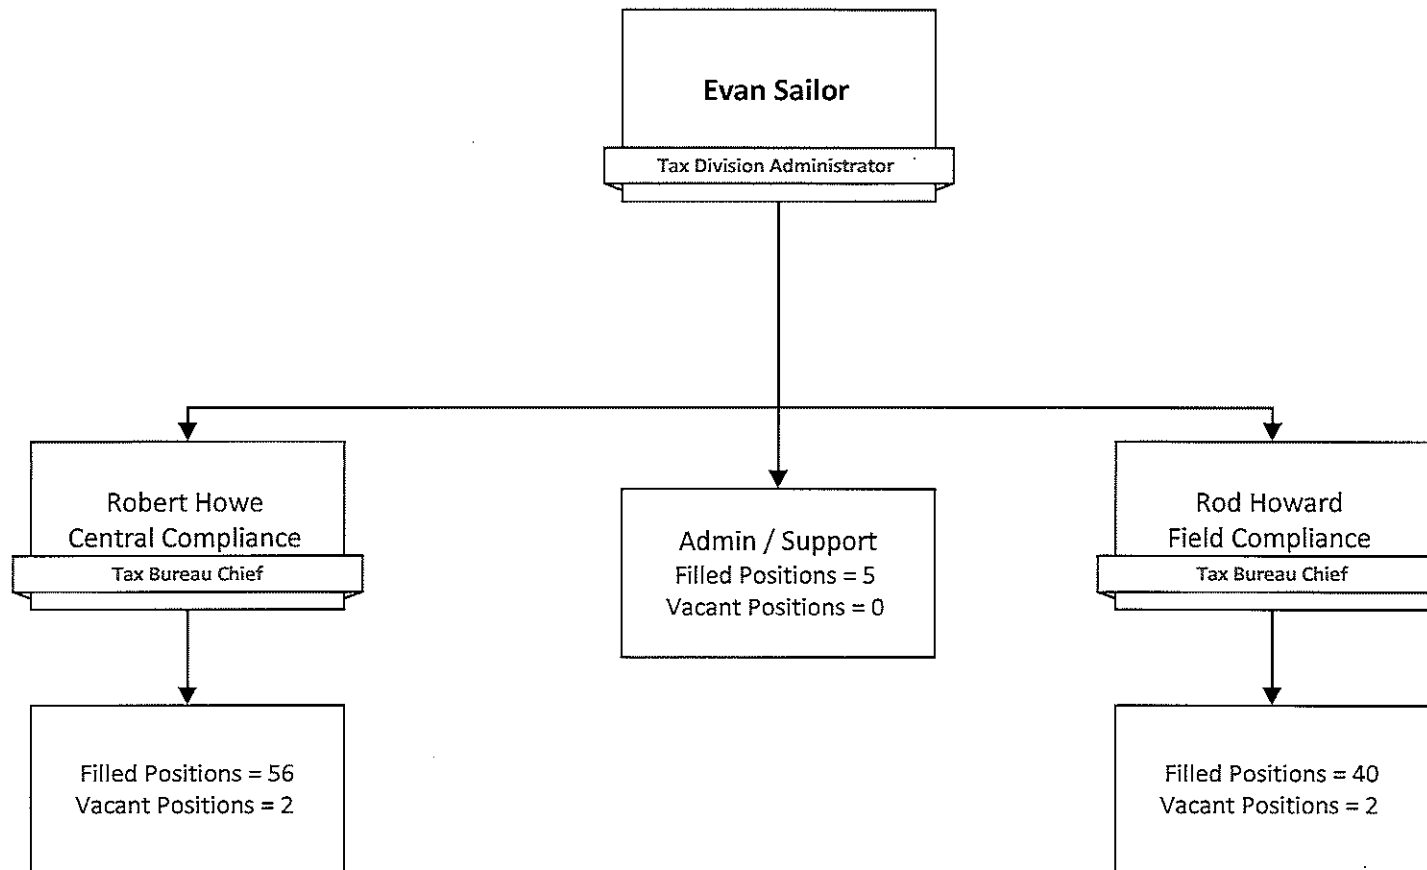 Evan Sailor
Tax Division Administrator
Robert Howe
Central Compliance
Tax Bureau Chief
Admin / Support
Filled Positions = 5
Vacant Positions = 0
Rod Howard
Field Compliance
Tax Bureau Chief
Filled Positions = 56
Vacant Positions = 2
Filled Positions = 40
Vacant Positions = 2